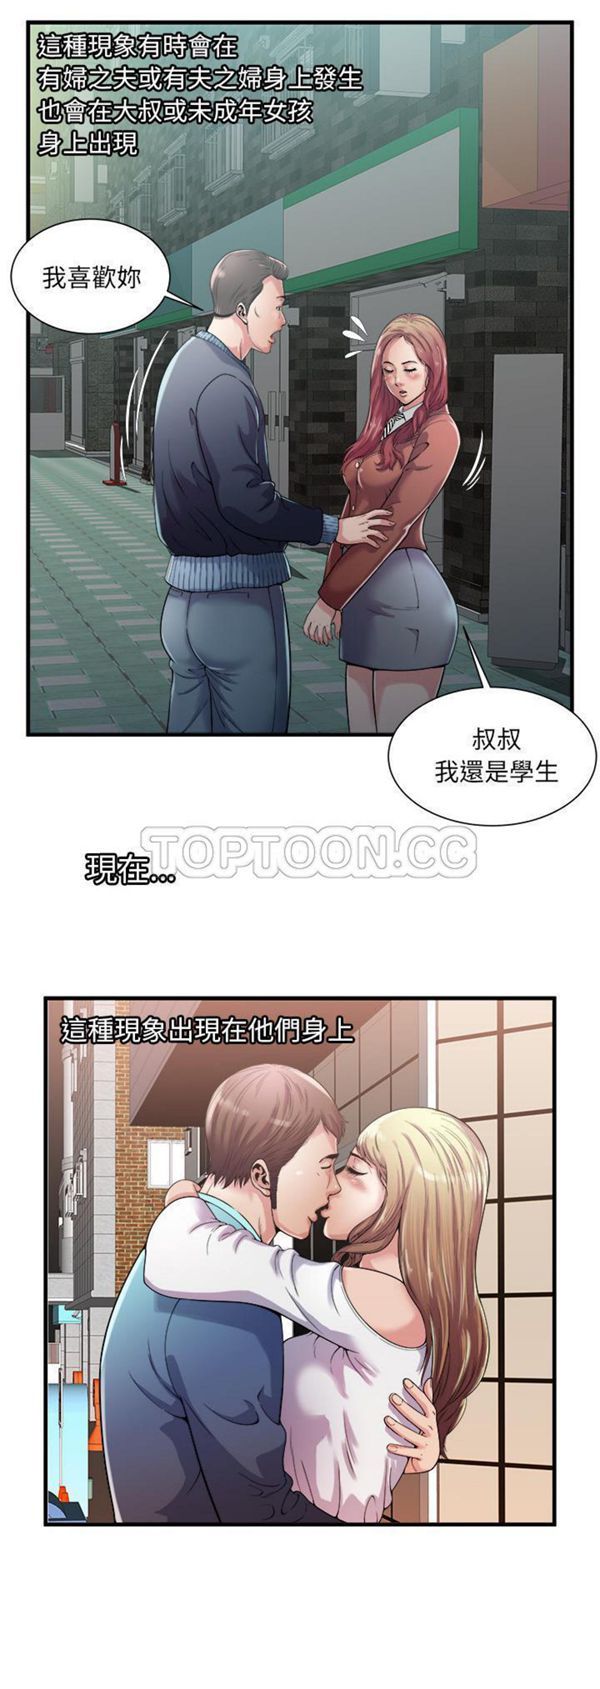 這種現象有時會在
有婦之夫或有夫之婦身上發生
也會在大叔或未成年女孩
身上出現
我喜歡妳
叔叔
我還是學生
TOPTOON.CC
現在...
這種現象出現在他們身上